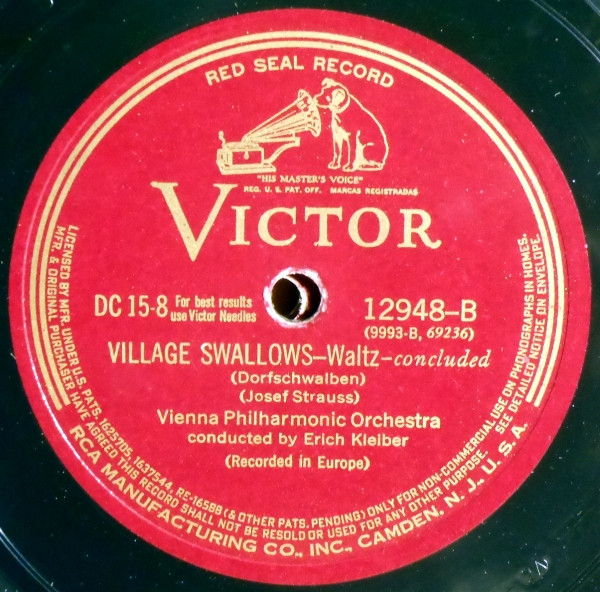 RED SEAL RECORD
"HIS MASTER'S VOICE"
REG. U. S. PAT. OFF. MARCAS REGISTRADAS
VICTOR
DC 15-8 For best results
use Victor Needles
12948-B
(9993-B, 69236)
VILLAGE SWALLOWS-Waltz-concluded
(Dorfschwalben)
(Josef Strauss)
Vienna Philharmonic Orchestra
conducted by Erich Kleiber
(Recorded in Europe)
LICENSED BY MFR. UNDER U.S. PATS. 1625705, 1637544, RE-16588 (& OTHER PATS. PENDING) ONLY FOR NON-COMMERCIAL USE ON PHONOGRAPHS IN HOMES.
MFR. & ORIGINAL PURCHASER HAVE AGREED THIS RECORD SHALL NOT BE RESOLD OR USED FOR ANY OTHER PURPOSE. SEE DETAILED NOTICE ON ENVELOPE.
RCA MANUFACTURING CO., INC., CAMDEN, N. J., U. S. A.